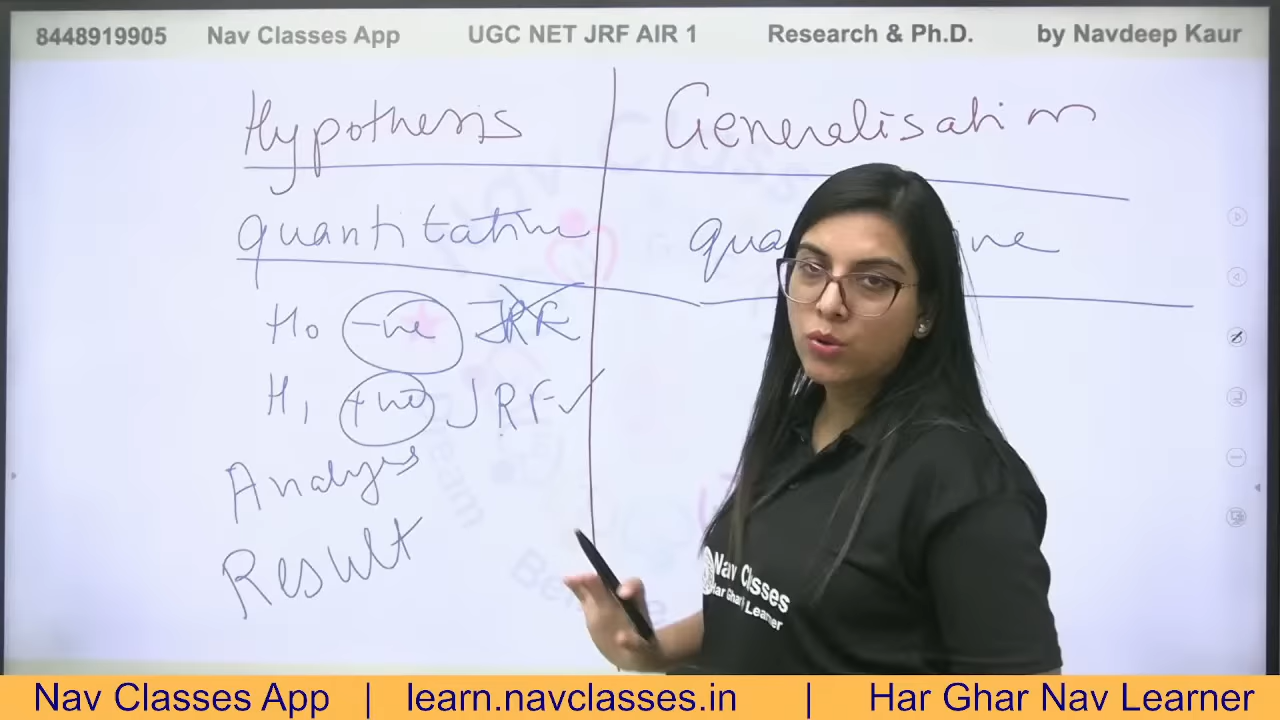 8448919905 Nav Classes App UGC NET JRF AIR 1 Research & Ph.D. by Navdeep Kaur
Hypothesis Generalisation
quantitative
H0 -ve JRF
H1 +ve JRF✓
Analyses
Result
Nav Classes
Har Ghar Nav Learner
Nav Classes App | learn.navclasses.in | Har Ghar Nav Learner